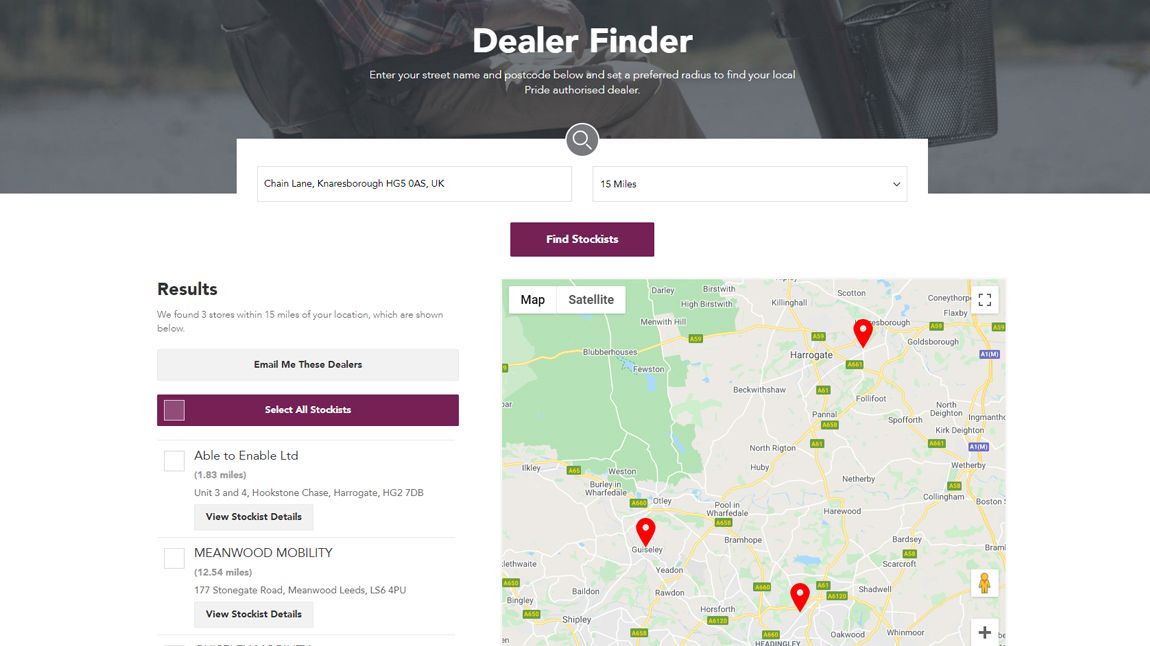 Dealer Finder
Enter your street name and postcode below and set a preferred radius to find your local
Pride authorised dealer.
Chain Lane, Knaresborough HG5 0AS, UK
15 Miles
Find Stockists
Results
We found 3 stores within 15 miles of your location, which are shown
below.
Email Me These Dealers
Select All Stockists
Able to Enable Ltd
(1.83 miles)
Unit 3 and 4, Hookstone Chase, Harrogate, HG2 7DB
View Stockist Details
MEANWOOD MOBILITY
(12.54 miles)
177 Stonegate Road, Meanwood Leeds, LS6 4PU
View Stockist Details
Map
Satellite
Darley
Birstwith
Scotton
High Birstwith
Killinghall
Coneythorp
Flaxby
Menwith Hill
resborough
A59
A59
A59
A59
Goldsborough
Blubberhouses
Harrogate
A1(M)
A661
Fewston
Beckwithshaw
A61
Follifoot
North
Deighton
Ingmantho
Pannal
Spofforth
A658
Kirk Deighton
A61
A661
A1(M)
North Rigton
Wetherby
Ilkley
A65
Weston
Huby
Netherby
A58
Burley in
Wharfedale
Collingham
Boston S
A660
Otley
Pool in
Wharfedale
Harewood
A658
Guiseley
Bramhope
Bardsey
A58
Bram
Scarcroft
Yeadon
A650
Baildon
Rawdon
A660
A61
A6120
Shadwell
Bingley
A650
Shipley
Horsforth
A6120
A658
A660
HEADINGLEY
Oakwood
Whinmoor